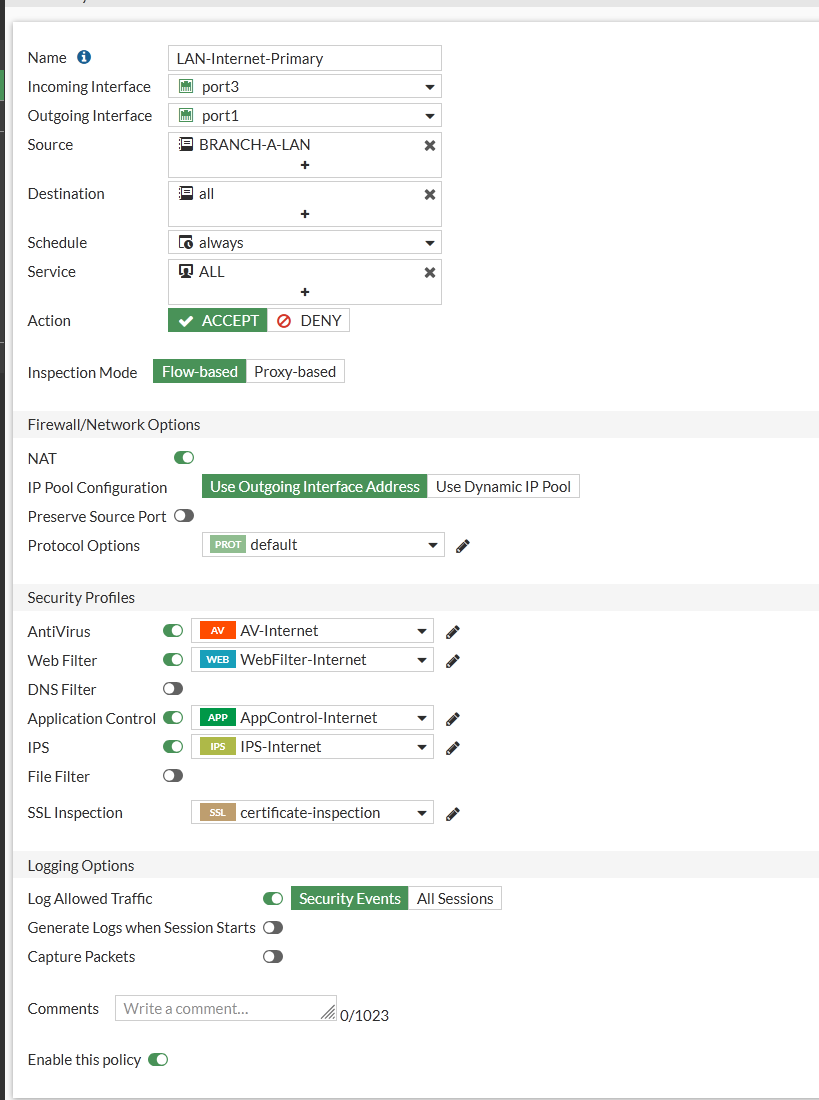 Name LAN-Internet-Primary
Incoming Interface port3
Outgoing Interface port1
Source BRANCH-A-LAN
+
Destination all
+
Schedule always
Service ALL
+
Action ACCEPT DENY
Inspection Mode Flow-based Proxy-based
Firewall/Network Options
NAT
IP Pool Configuration Use Outgoing Interface Address Use Dynamic IP Pool
Preserve Source Port
Protocol Options PROT default
Security Profiles
AntiVirus AV AV-Internet
Web Filter WEB WebFilter-Internet
DNS Filter
Application Control APP AppControl-Internet
IPS IPS IPS-Internet
File Filter
SSL Inspection SSL certificate-inspection
Logging Options
Log Allowed Traffic Security Events All Sessions
Generate Logs when Session Starts
Capture Packets
Comments Write a comment... 0/1023
Enable this policy